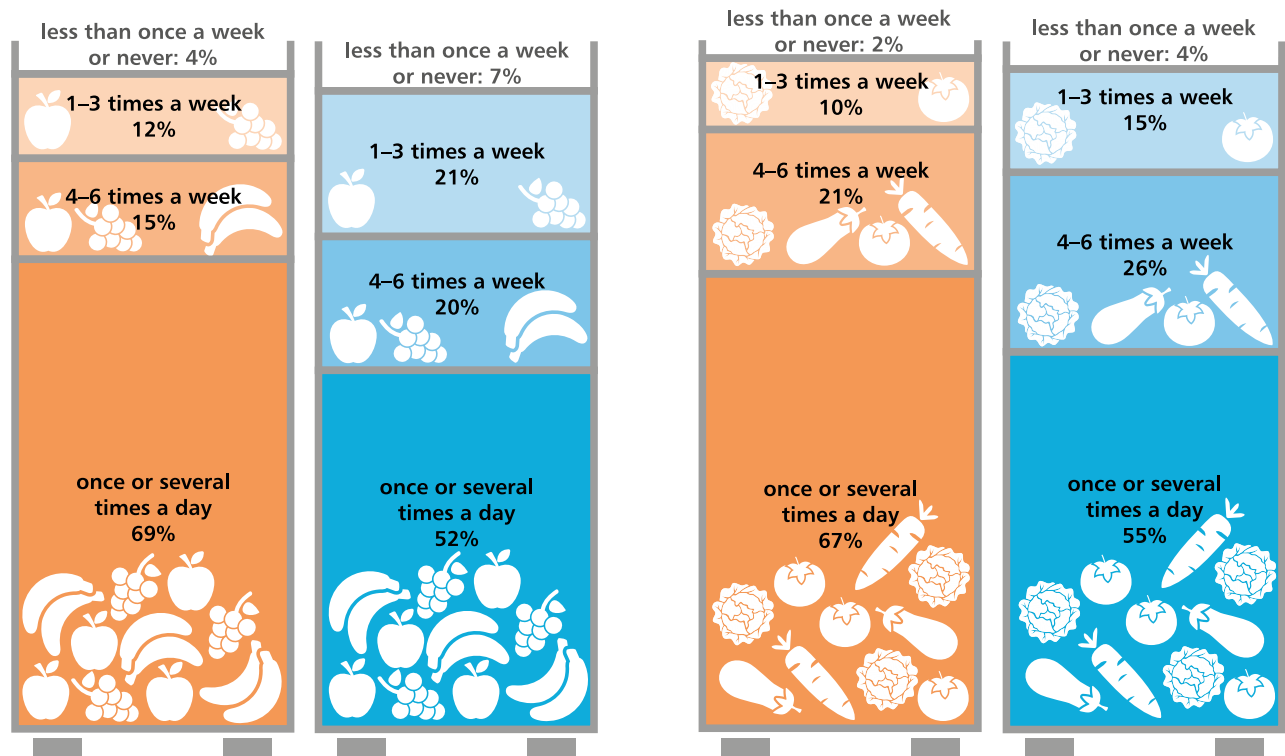 less than once a week
or never: 4%
1–3 times a week
12%
4–6 times a week
15%
once or several
times a day
69%
less than once a week
or never: 7%
1–3 times a week
21%
4–6 times a week
20%
once or several
times a day
52%
less than once a week
or never: 2%
1–3 times a week
10%
4–6 times a week
21%
once or several
times a day
67%
less than once a week
or never: 4%
1–3 times a week
15%
4–6 times a week
26%
once or several
times a day
55%